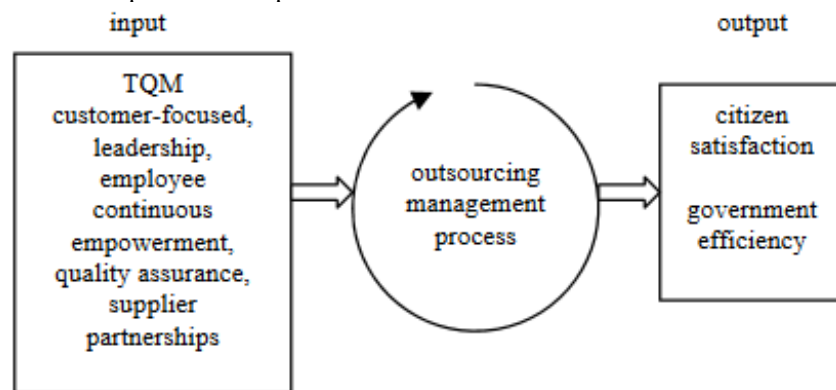 input
output
TQM
customer-focused,
leadership,
employee
continuous
empowerment,
quality assurance,
supplier
partnerships
outsourcing
management
process
citizen
satisfaction
government
efficiency